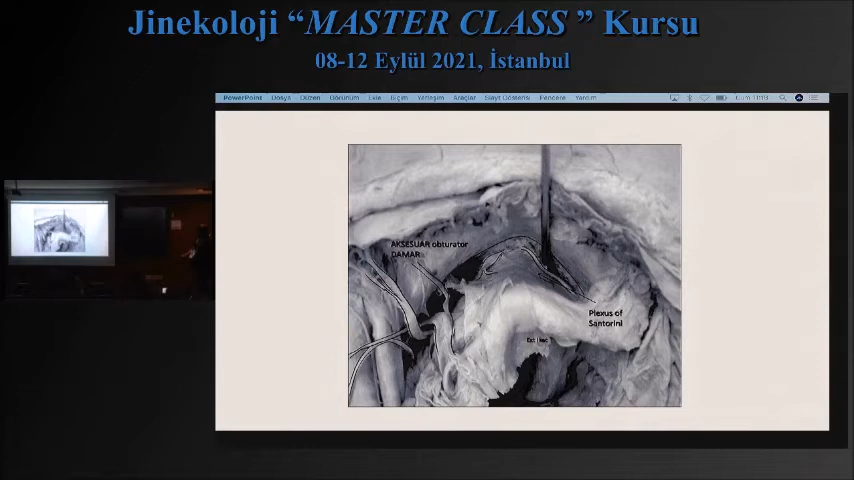 Jinekoloji “MASTER CLASS ” Kursu
08-12 Eylül 2021, İstanbul
PowerPoint Dosya Düzen Görünüm Ekle Biçim Yerleşim Araçlar Slayt Gösterisi Pencere Yardım
AKSESUAR obturator
DAMAR
Plexus of
Santorini